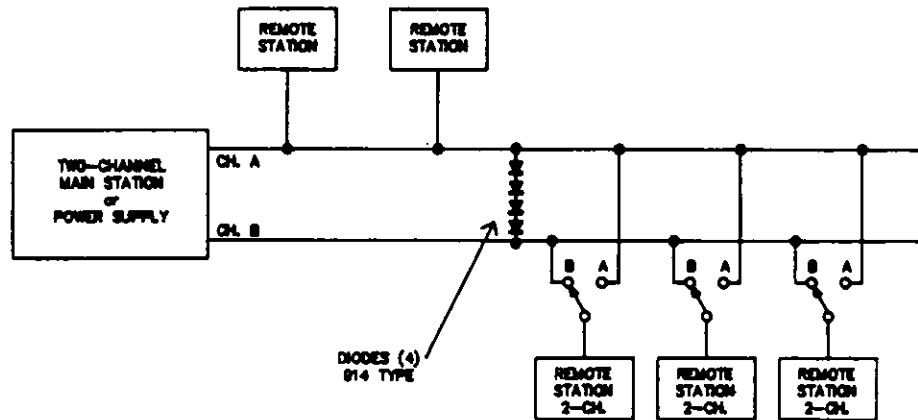 REMOTE
STATION
REMOTE
STATION
TWO-CHANNEL
MAIN STATION
or
POWER SUPPLY
CH. A
CH. B
B A
B A
B A
DIODES (4)
914 TYPE
REMOTE
STATION
2-CH.
REMOTE
STATION
2-CH.
REMOTE
STATION
2-CH.